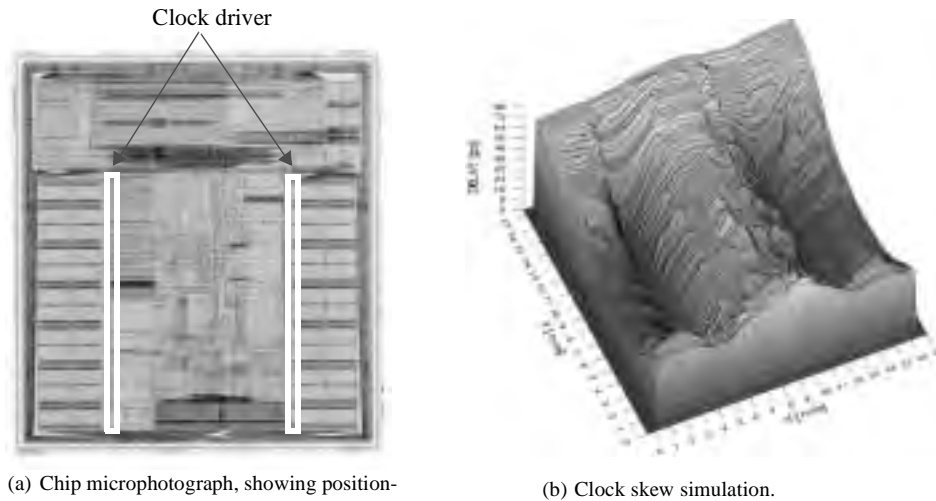 Clock driver
(a) Chip microphotograph, showing position-
(b) Clock skew simulation.